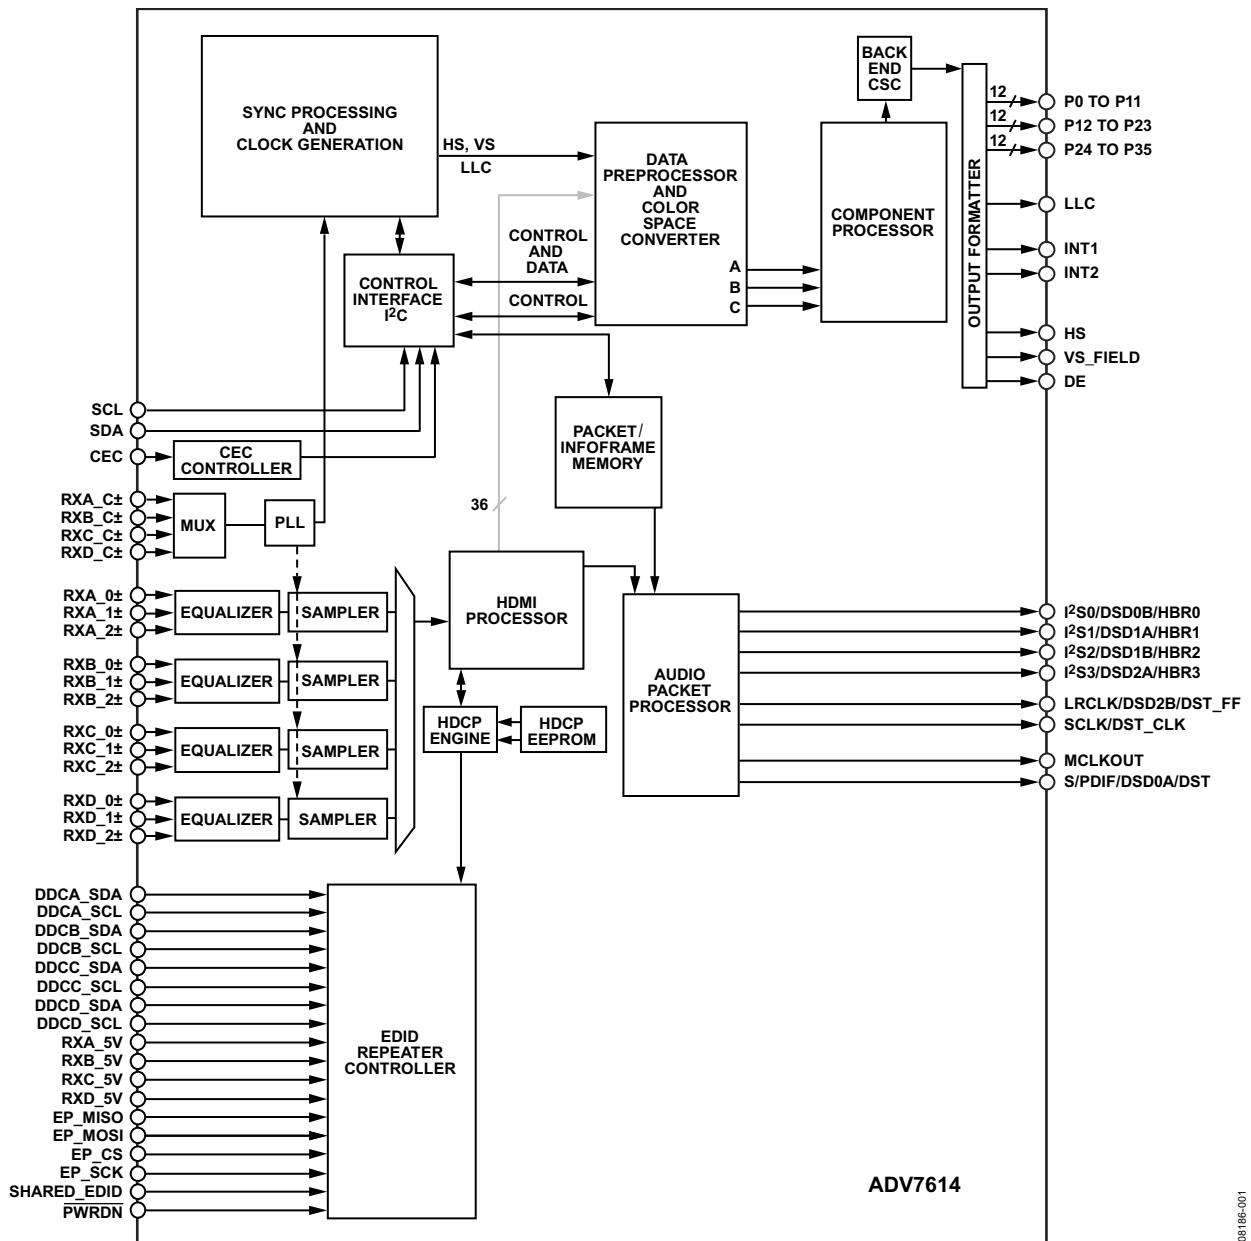 SYNC PROCESSING
AND
CLOCK GENERATION
HS, VS
LLC
DATA
PREPROCESSOR
AND
COLOR
SPACE
CONVERTER
A
B
C
BACK
END
CSC
COMPONENT
PROCESSOR
OUTPUT FORMATTER
12
12
12
P0 TO P11
P12 TO P23
P24 TO P35
LLC
INT1
INT2
HS
VS_FIELD
DE
CONTROL
AND
DATA
CONTROL
CONTROL
INTERFACE
I²C
SCL
SDA
CEC
CEC
CONTROLLER
PACKET/
INFOFRAME
MEMORY
RXA_C±
RXB_C±
RXC_C±
RXD_C±
MUX
PLL
36
RXA_0±
RXA_1±
RXA_2±
EQUALIZER
SAMPLER
RXB_0±
RXB_1±
RXB_2±
EQUALIZER
SAMPLER
RXC_0±
RXC_1±
RXC_2±
EQUALIZER
SAMPLER
RXD_0±
RXD_1±
RXD_2±
EQUALIZER
SAMPLER
HDMI
PROCESSOR
HDCP
ENGINE
HDCP
EEPROM
AUDIO
PACKET
PROCESSOR
I²S0/DSD0B/HBR0
I²S1/DSD1A/HBR1
I²S2/DSD1B/HBR2
I²S3/DSD2A/HBR3
LRCLK/DSD2B/DST_FF
SCLK/DST_CLK
MCLKOUT
S/PDIF/DSD0A/DST
DDCA_SDA
DDCA_SCL
DDCB_SDA
DDCB_SCL
DDCC_SDA
DDCC_SCL
DDCD_SDA
DDCD_SCL
RXA_5V
RXB_5V
RXC_5V
RXD_5V
EP_MISO
EP_MOSI
EP_CS
EP_SCK
SHARED_EDID
PWRDN
EDID
REPEATER
CONTROLLER
ADV7614
08186-001